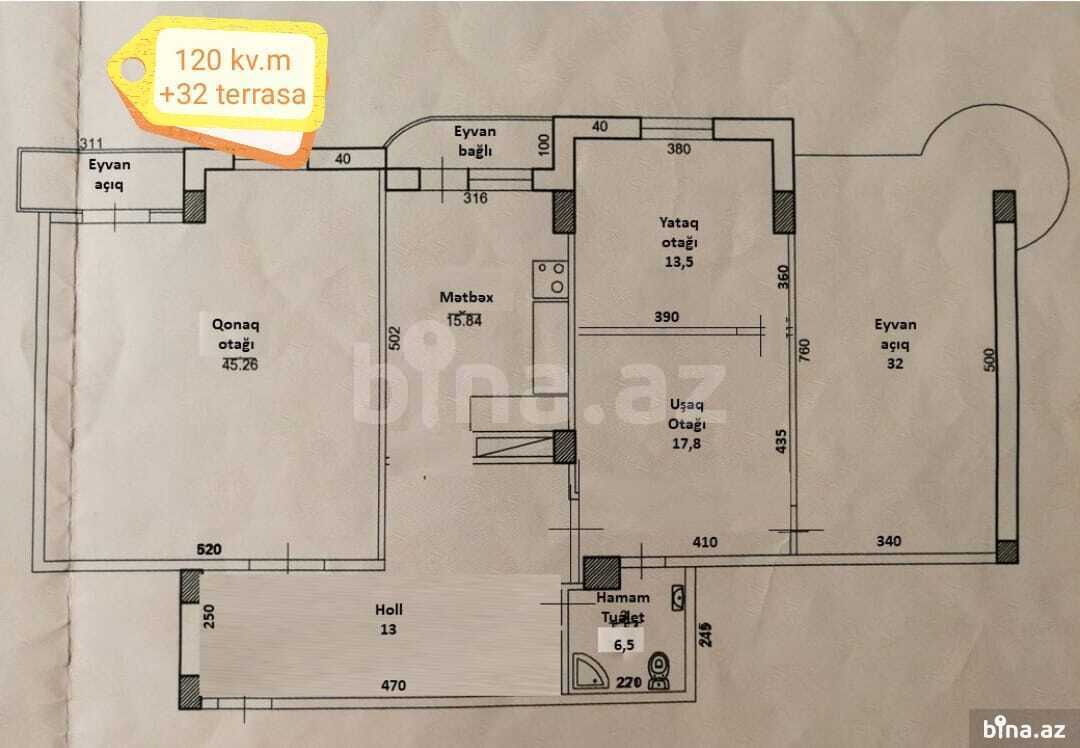 120 kv.m
+32 terrasa
311
Eyvan
açıq
40
Eyvan
bağlı
100
316
40
380
Yataq
otağı
13,5
360
390
Mətbəx
15.84
502
Qonaq
otağı
45.26
520
Uşaq
Otağı
17,8
435
410
760
Eyvan
açıq
32
500
340
Holl
13
250
470
Hamam
Tualet
6,5
245
270
bina.az
bina.az